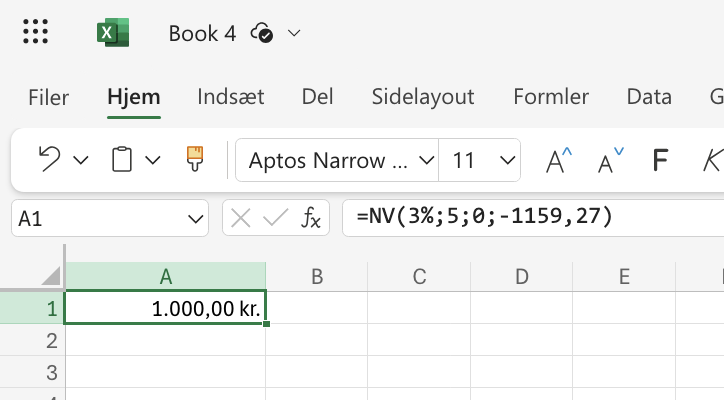 X Book 4
Filer Hjem Indsæt Del Sidelayout Formler Data G
Aptos Narrow ... 11 A A F K
A1 fx =NV(3%;5;0;-1159,27)
A B C D E
1 1.000,00 kr.
2
3